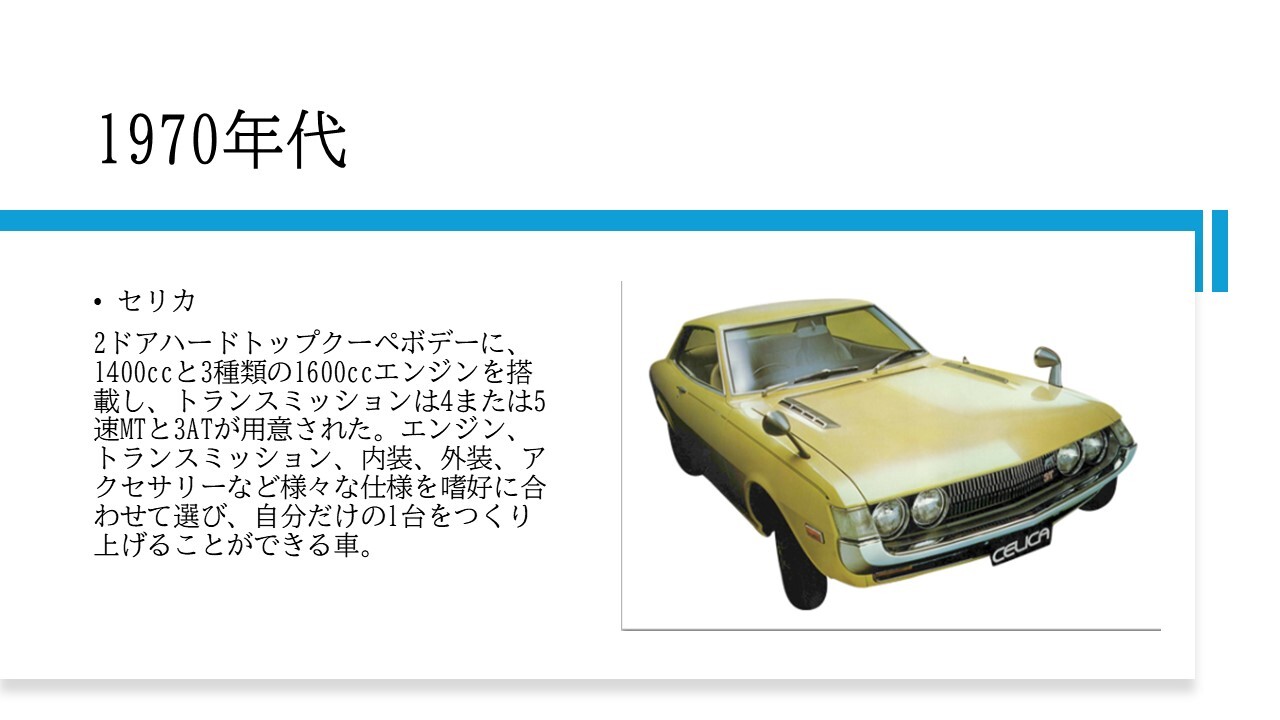 1970年代
• セリカ
2ドアハードトップクーペボデーに、
1400ccと3種類の1600ccエンジンを搭
載し、トランスミッションは4または5
速MTと3ATが用意された。エンジン、
トランスミッション、内装、外装、ア
クセサリーなど様々な仕様を嗜好に合
わせて選び、自分だけの1台をつくり
上げることができる車。
CELICA